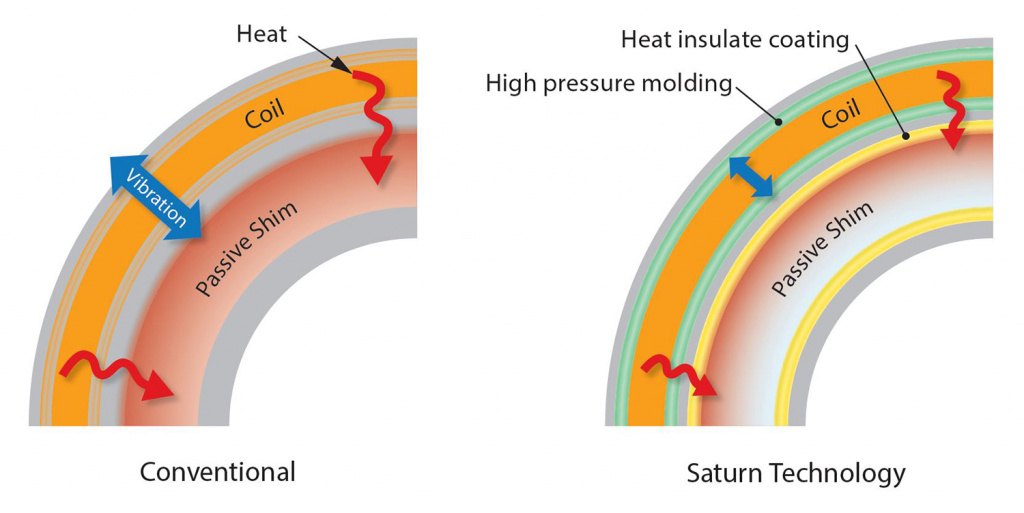 Heat
Coil
Vibration
Passive Shim
Conventional
Heat insulate coating
High pressure molding
Coil
Passive Shim
Saturn Technology